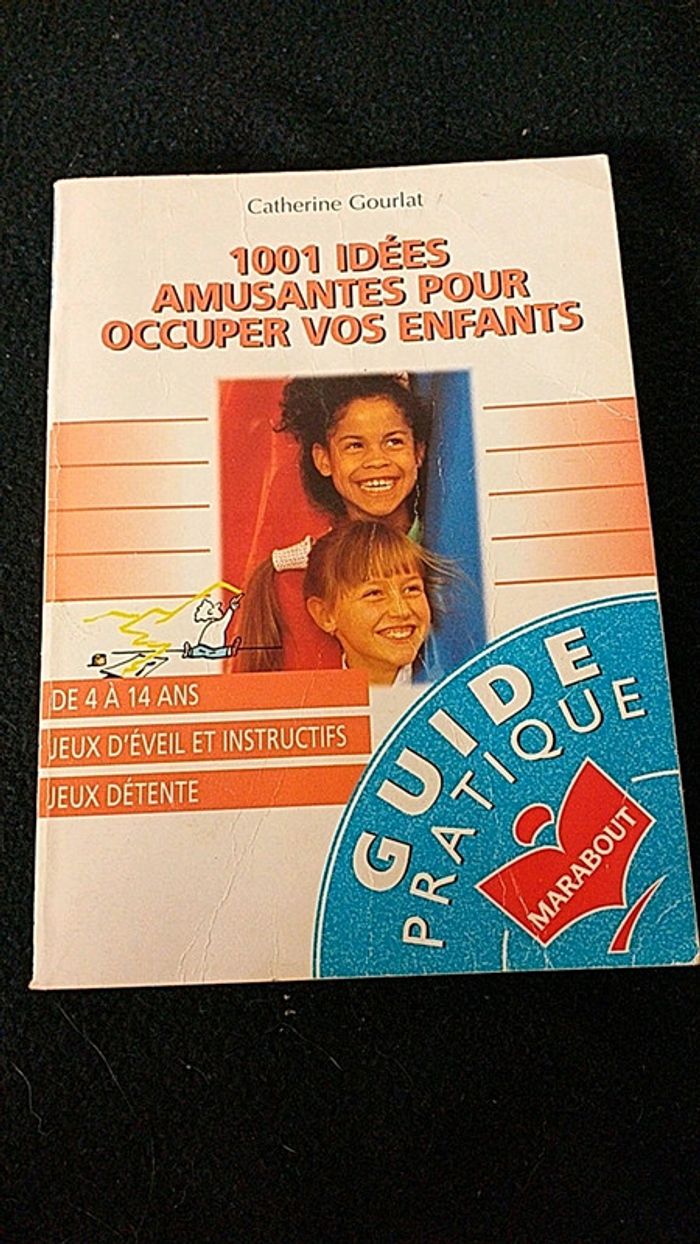 Catherine Gourlat
1001 IDÉES
AMUSANTES POUR
OCCUPER VOS ENFANTS
DE 4 À 14 ANS
JEUX D'ÉVEIL ET INSTRUCTIFS
JEUX DÉTENTE
GUIDE
PRATIQUE
MARABOUT